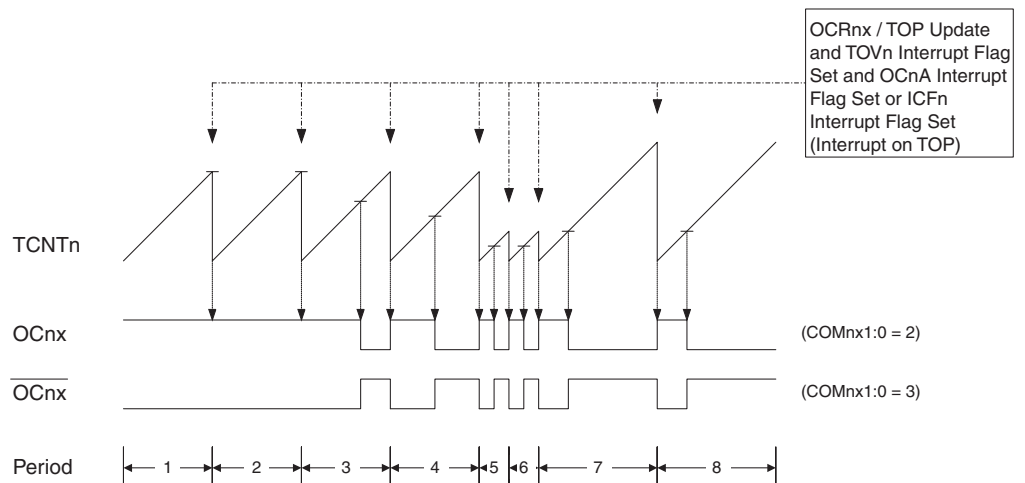 OCRnx / TOP Update
and TOVn Interrupt Flag
Set and OCnA Interrupt
Flag Set or ICFn
Interrupt Flag Set
(Interrupt on TOP)
TCNTn
OCnx (COMnx1:0 = 2)
OCnx (COMnx1:0 = 3)
Period 1 2 3 4 5 6 7 8